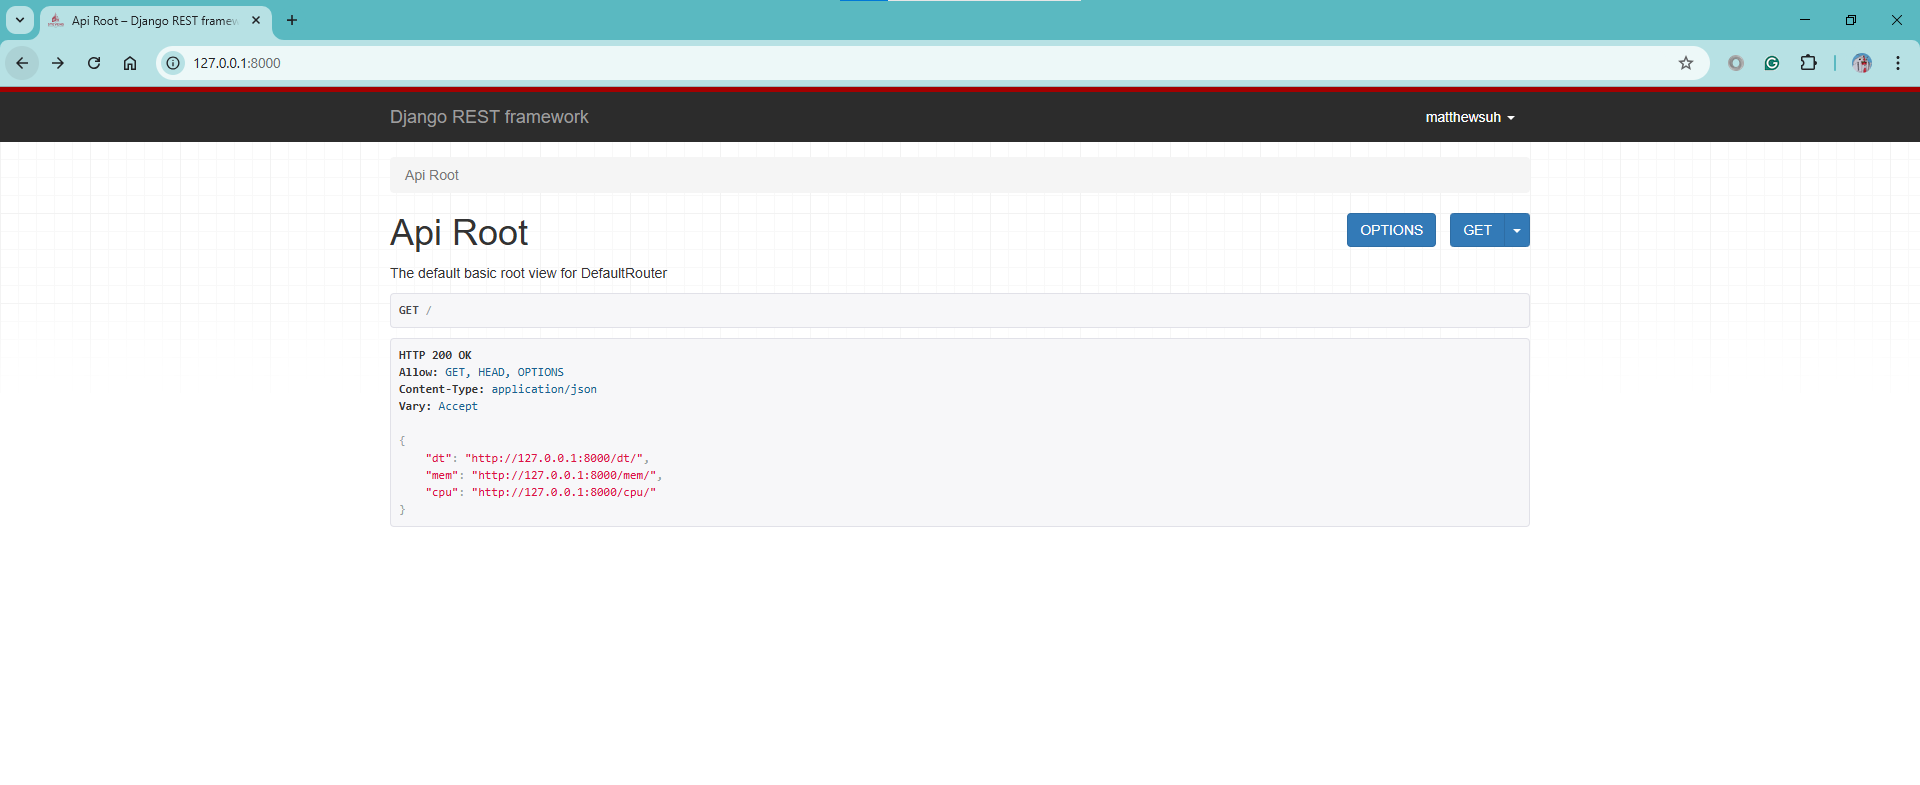 Api Root – Django REST framew
127.0.0.1:8000
Django REST framework
matthewsuh
Api Root
Api Root
OPTIONS
GET
The default basic root view for DefaultRouter
GET /
HTTP 200 OK
Allow: GET, HEAD, OPTIONS
Content-Type: application/json
Vary: Accept
{
    "dt": "http://127.0.0.1:8000/dt/",
    "mem": "http://127.0.0.1:8000/mem/",
    "cpu": "http://127.0.0.1:8000/cpu/"
}